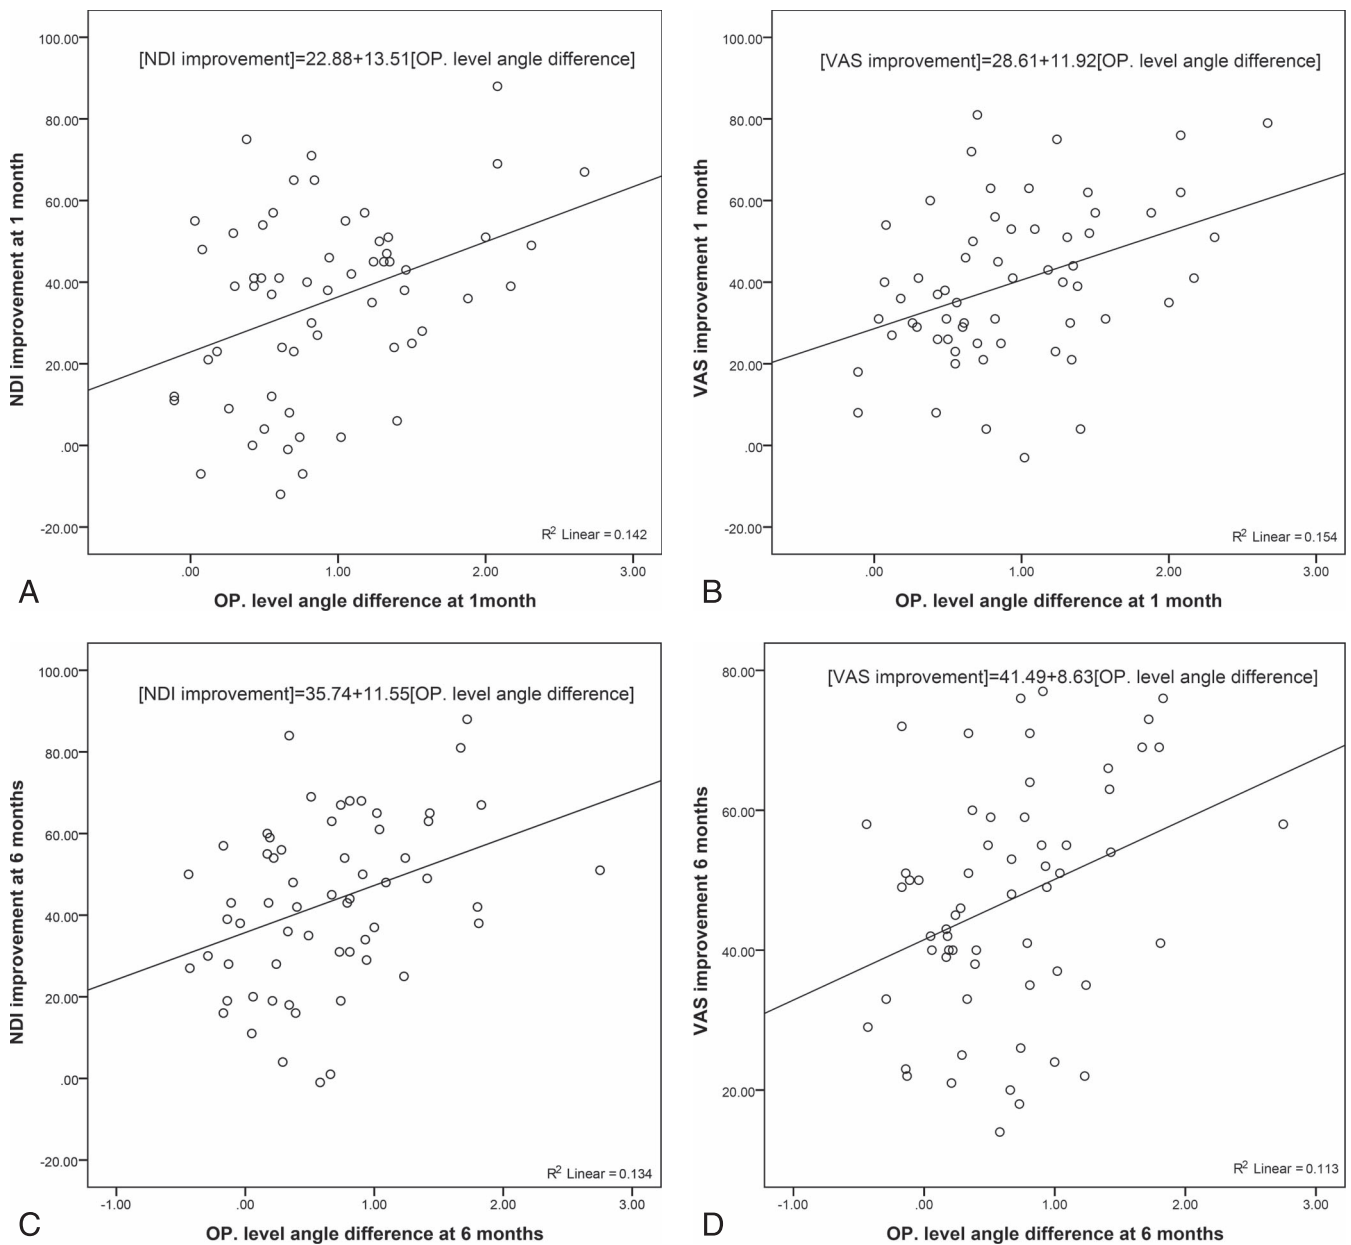 [NDI improvement]=22.88+13.51[OP. level angle difference]
100.00
80.00
60.00
40.00
20.00
.00
-20.00
NDI improvement at 1 month
R2 Linear = 0.142
.00 1.00 2.00 3.00
OP. level angle difference at 1month
A
[VAS improvement]=28.61+11.92[OP. level angle difference]
100.00
80.00
60.00
40.00
20.00
.00
-20.00
VAS improvement 1 month
R2 Linear = 0.154
.00 1.00 2.00 3.00
OP. level angle difference at 1 month
B
[NDI improvement]=35.74+11.55[OP. level angle difference]
100.00
80.00
60.00
40.00
20.00
.00
-20.00
NDI improvement at 6 months
R2 Linear = 0.134
-1.00 .00 1.00 2.00 3.00
OP. level angle difference at 6 months
C
[VAS improvement]=41.49+8.63[OP. level angle difference]
80.00
60.00
40.00
20.00
VAS improvement 6 months
R2 Linear = 0.113
-1.00 .00 1.00 2.00 3.00
OP. level angle difference at 6 months
D